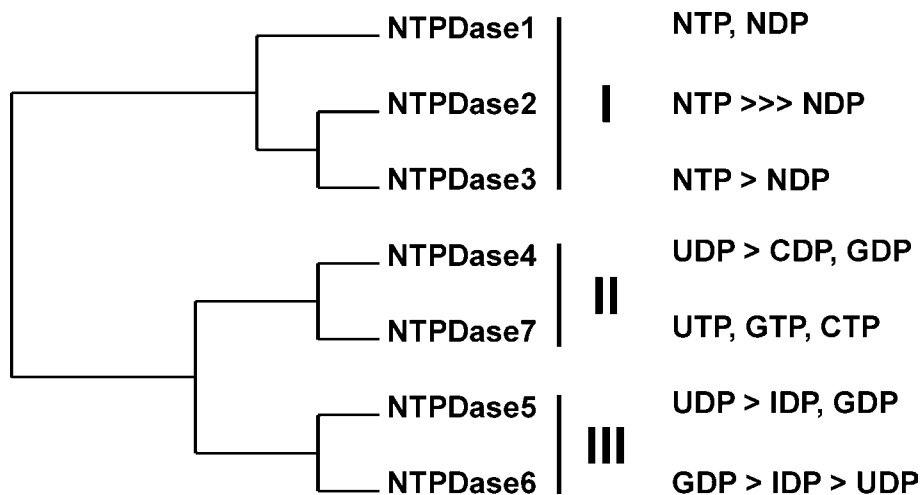 NTPDase1 NTP, NDP
NTPDase2 I NTP >>> NDP
NTPDase3 NTP > NDP
NTPDase4 UDP > CDP, GDP
II
NTPDase7 UTP, GTP, CTP
NTPDase5 UDP > IDP, GDP
III
NTPDase6 GDP > IDP > UDP